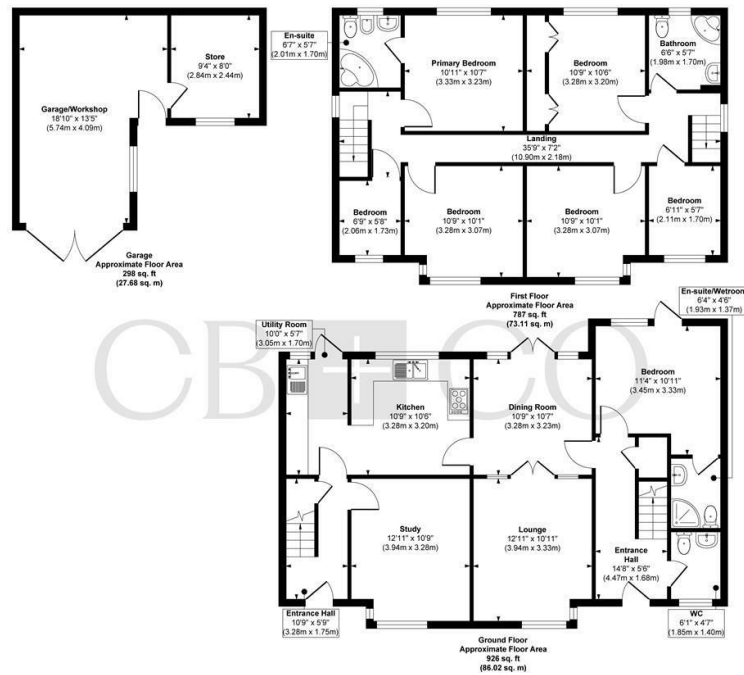 En-suite
6'7" x 5'7"
(2.01m x 1.70m)
Store
9'4" x 8'0"
(2.84m x 2.44m)
Garage/Workshop
18'10" x 13'5"
(5.74m x 4.09m)
Garage
Approximate Floor Area
298 sq. ft
(27.68 sq. m)
Primary Bedroom
10'11" x 10'7"
(3.33m x 3.23m)
Bedroom
10'9" x 10'6"
(3.28m x 3.20m)
Bathroom
6'6" x 5'7"
(1.98m x 1.70m)
Landing
35'9" x 7'2"
(10.90m x 2.18m)
Bedroom
6'9" x 5'8"
(2.06m x 1.73m)
Bedroom
10'9" x 10'1"
(3.28m x 3.07m)
Bedroom
10'9" x 10'1"
(3.28m x 3.07m)
Bedroom
6'11" x 5'7"
(2.11m x 1.70m)
First Floor
Approximate Floor Area
787 sq. ft
(73.11 sq. m)
En-suite/Wetroom
6'4" x 4'6"
(1.93m x 1.37m)
Utility Room
10'0" x 5'7"
(3.05m x 1.70m)
CB+CO
Kitchen
10'9" x 10'6"
(3.28m x 3.20m)
Dining Room
10'9" x 10'7"
(3.28m x 3.23m)
Bedroom
11'4" x 10'11"
(3.45m x 3.33m)
Study
12'11" x 10'9"
(3.94m x 3.28m)
Lounge
12'11" x 10'11"
(3.94m x 3.33m)
Entrance
Hall
14'8" x 5'6"
(4.47m x 1.68m)
Entrance Hall
10'9" x 5'9"
(3.28m x 1.75m)
WC
6'1" x 4'7"
(1.85m x 1.40m)
Ground Floor
Approximate Floor Area
926 sq. ft
(86.02 sq. m)